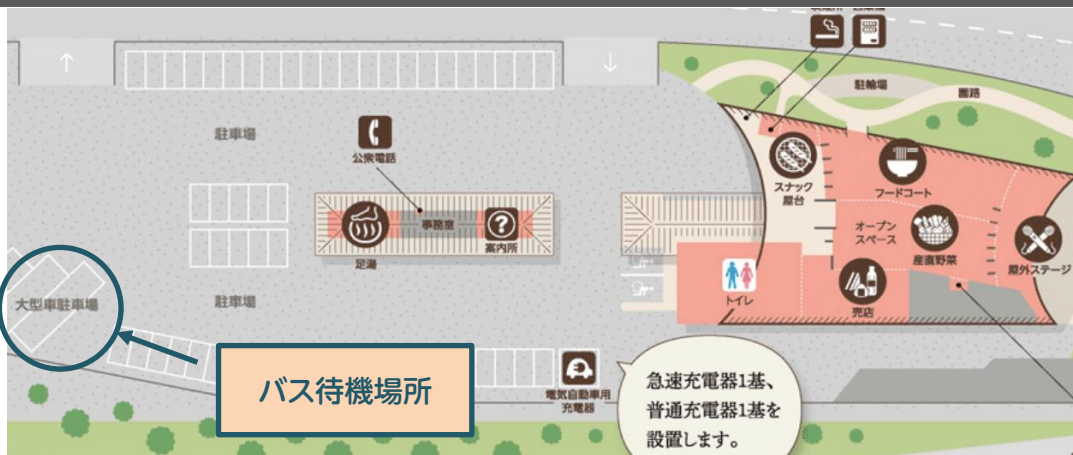 駐輪場
園路
駐車場
公衆電話
スナック
屋台
フードコート
事務室
案内所
足湯
オープン
スペース
産直野菜
屋外ステージ
トイレ
売店
大型車駐車場
駐車場
バス待機場所
電気自動車用
充電器
急速充電器1基、
普通充電器1基を
設置します。